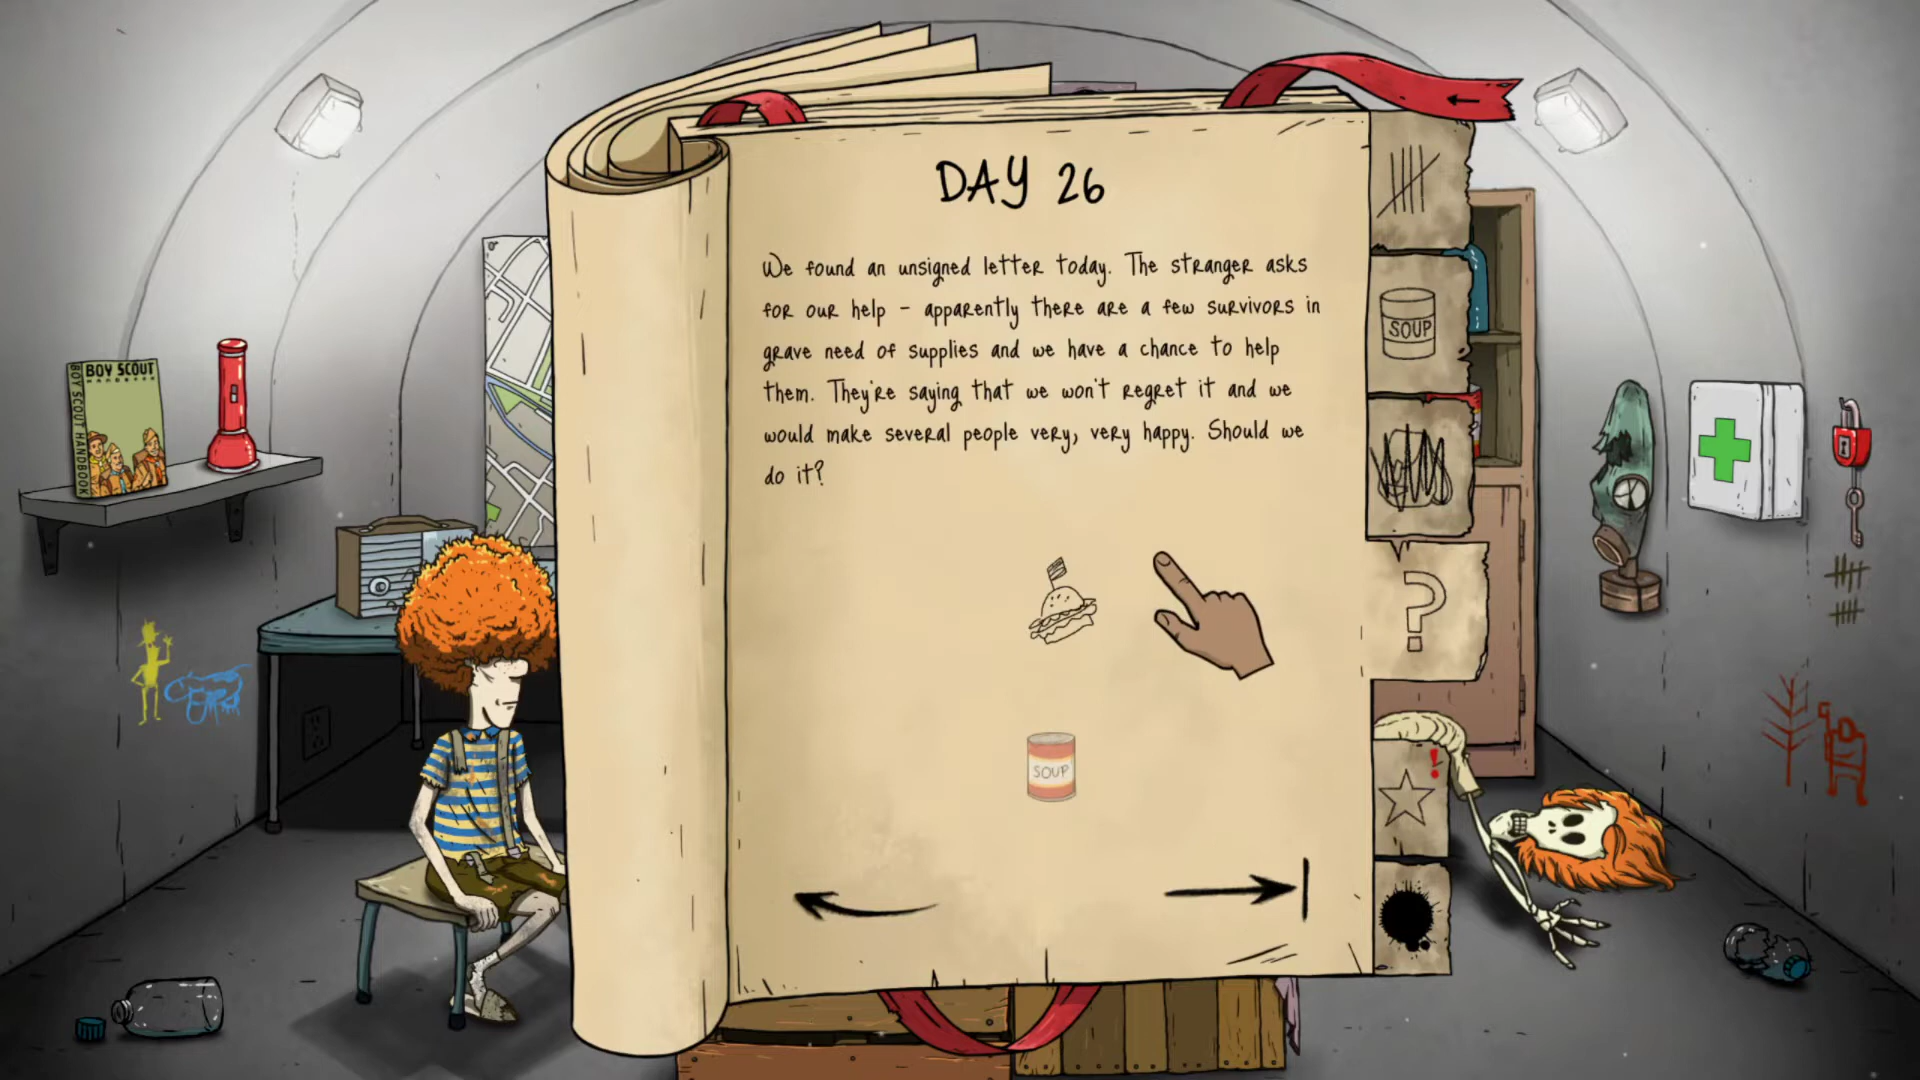 DAY 26
We found an unsigned letter today. The stranger asks
for our help - apparently there are a few survivors in
grave need of supplies and we have a chance to help
them. They're saying that we won't regret it and we
would make several people very, very happy. Should we
do it?
BOY SCOUT
HANDBOOK
BOY SCOUT HANDBOOK
SOUP
?
!
SOUP